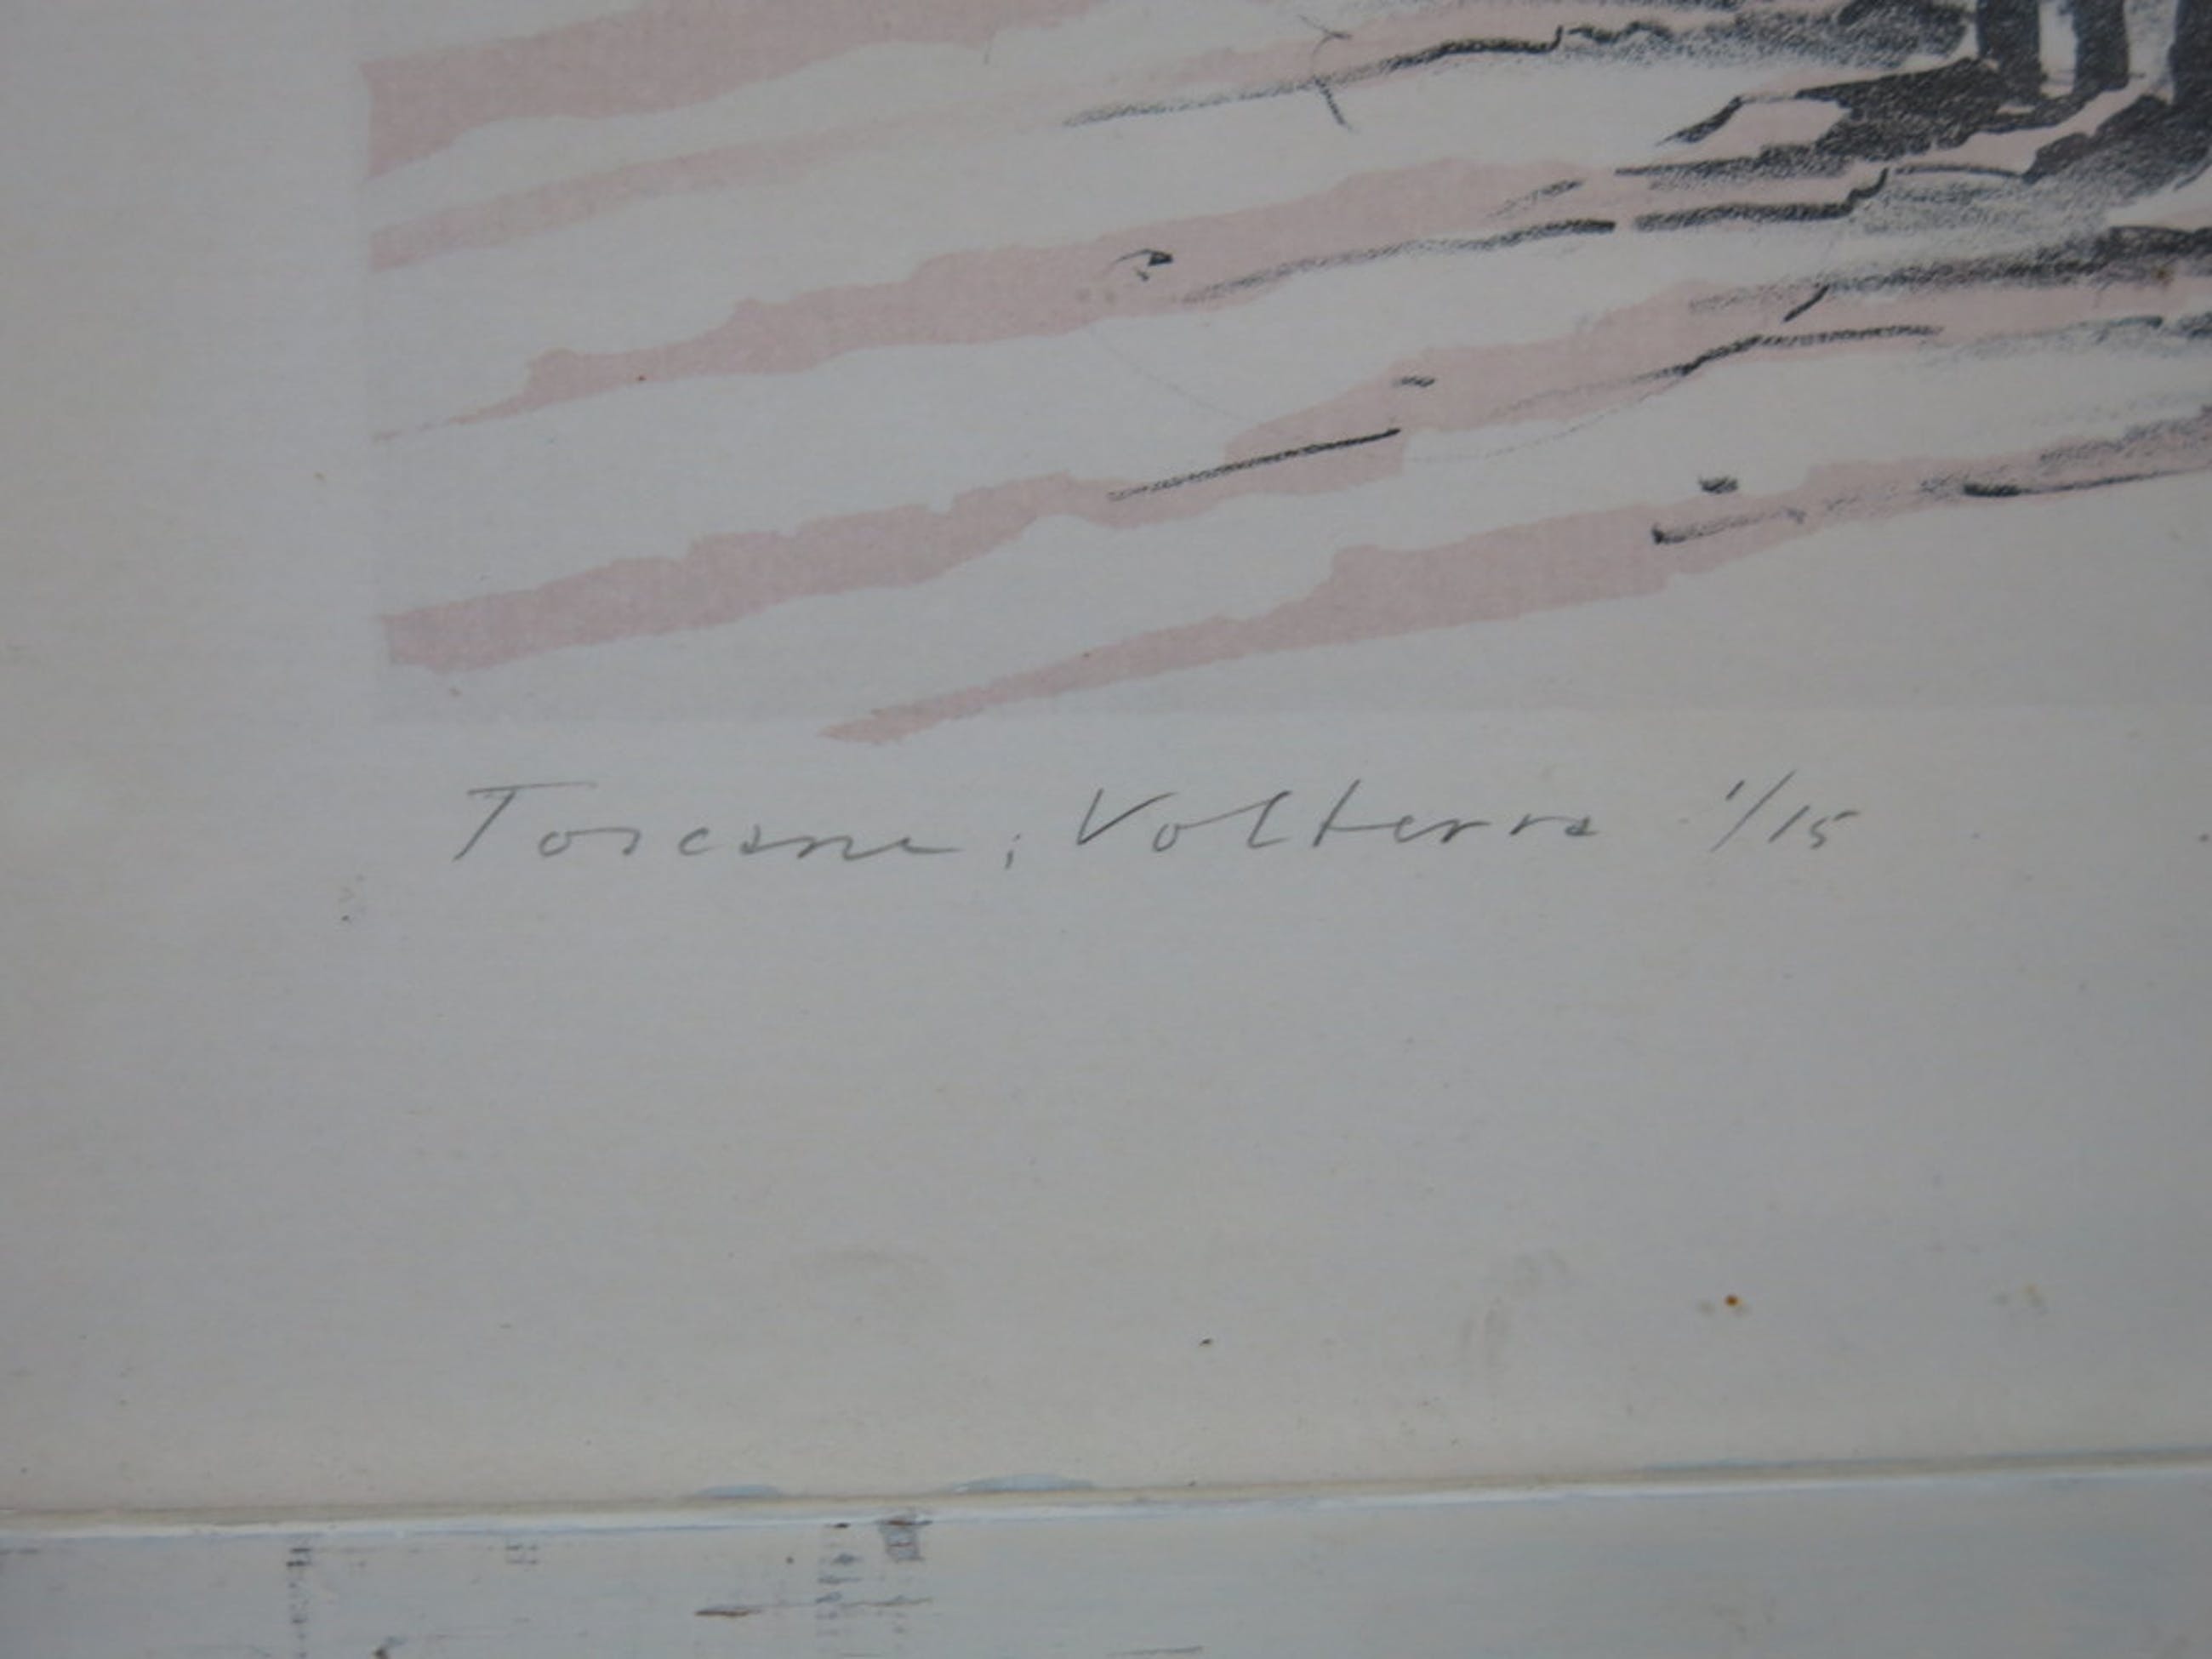 Toscane, Volterra 1/15